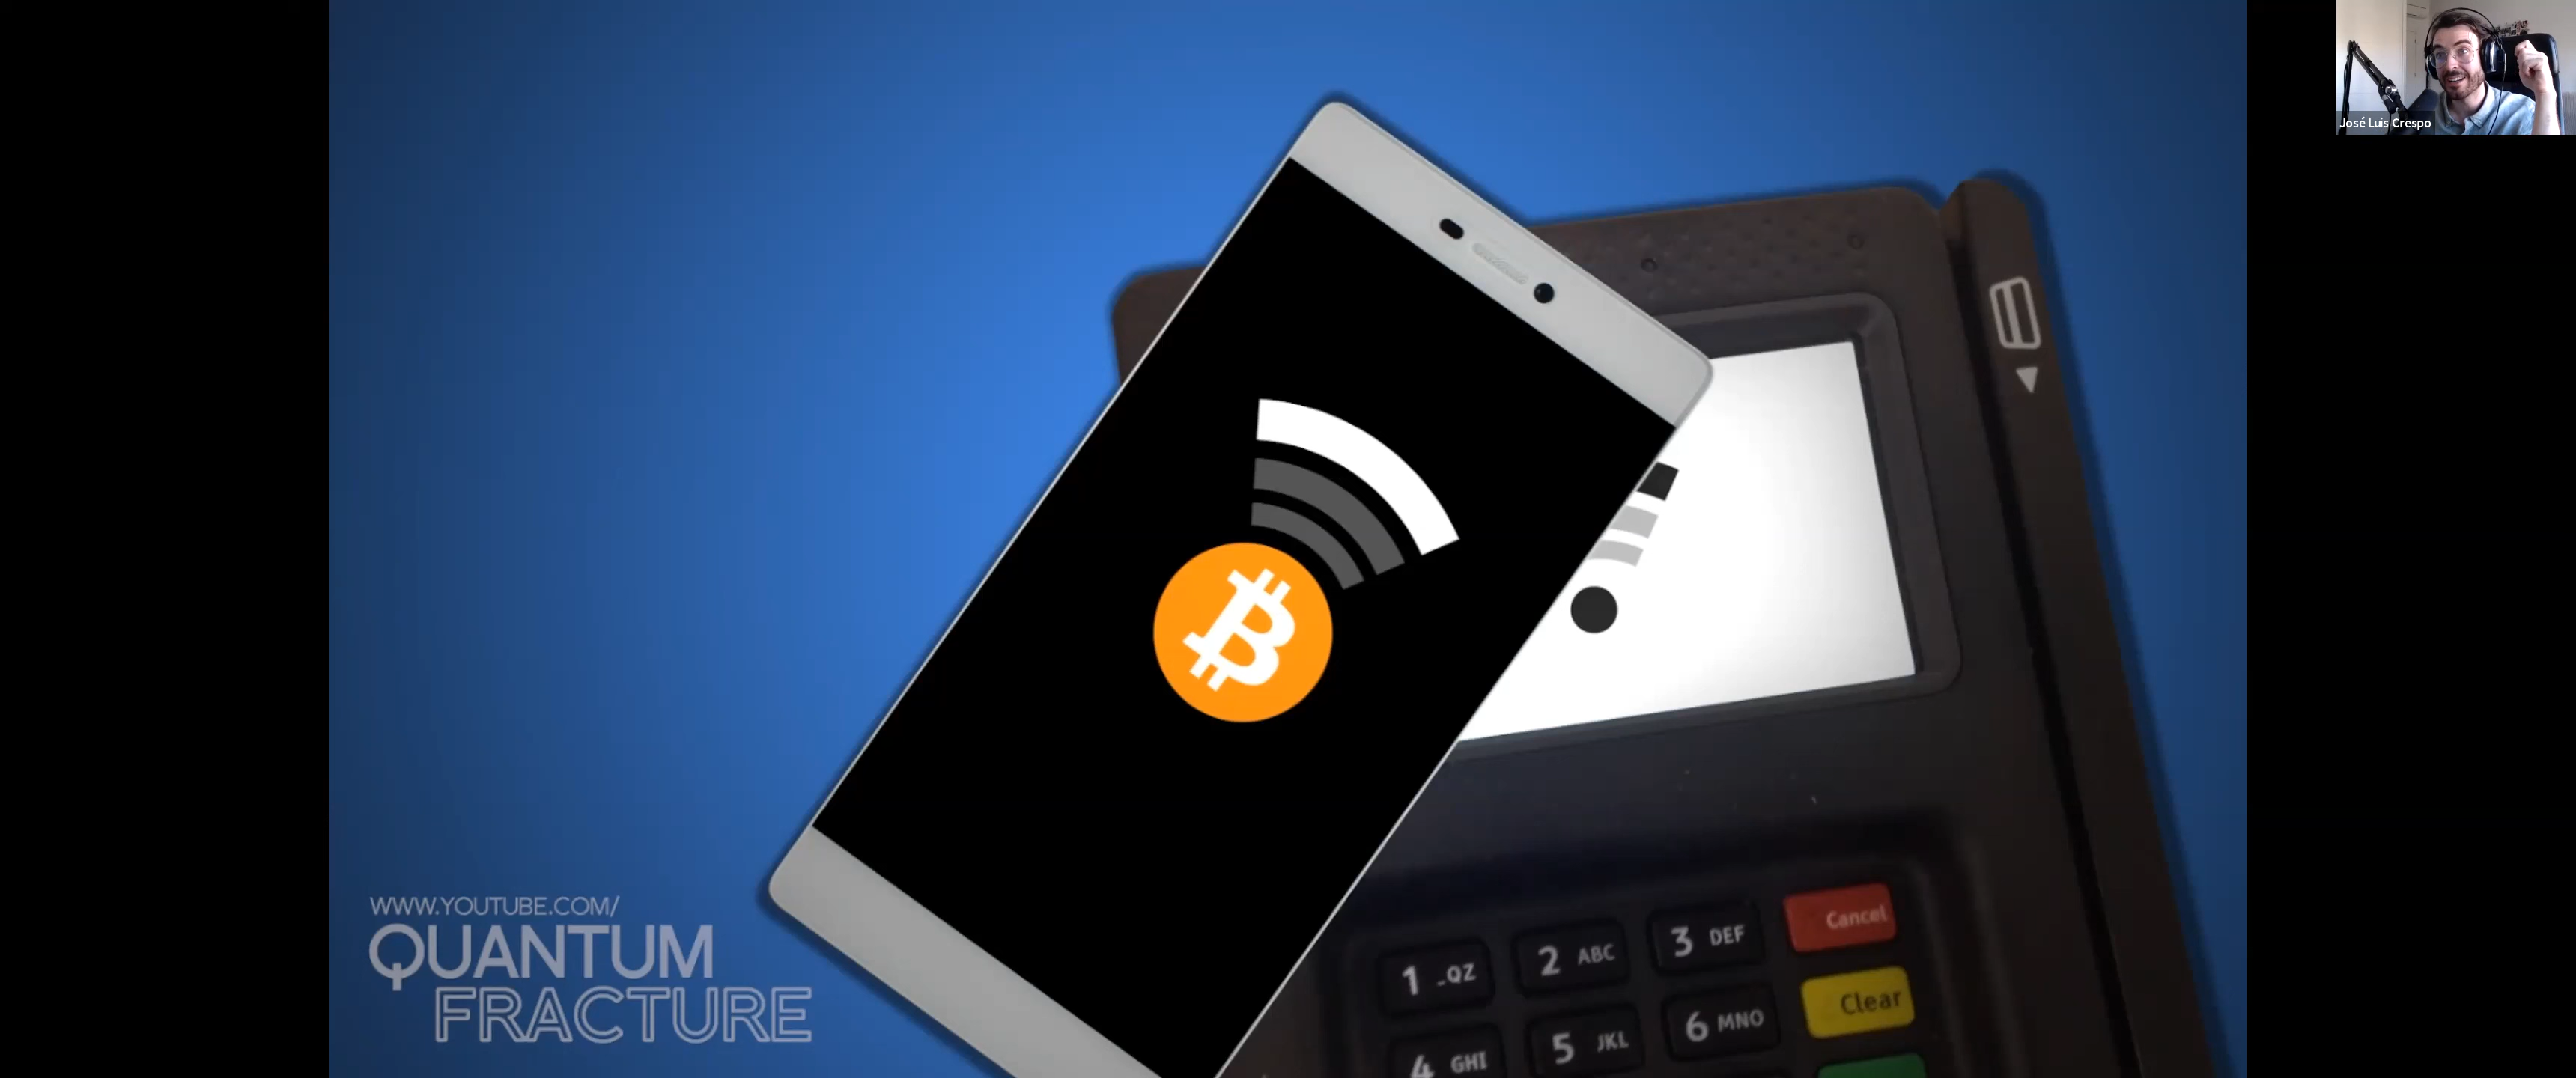 José Luis Crespo
WWW.YOUTUBE.COM/
QUANTUM
FRACTURE
1 -QZ
2 ABC
3 DEF
Cancel
4 GHI
5 JKL
6 MNO
Clear